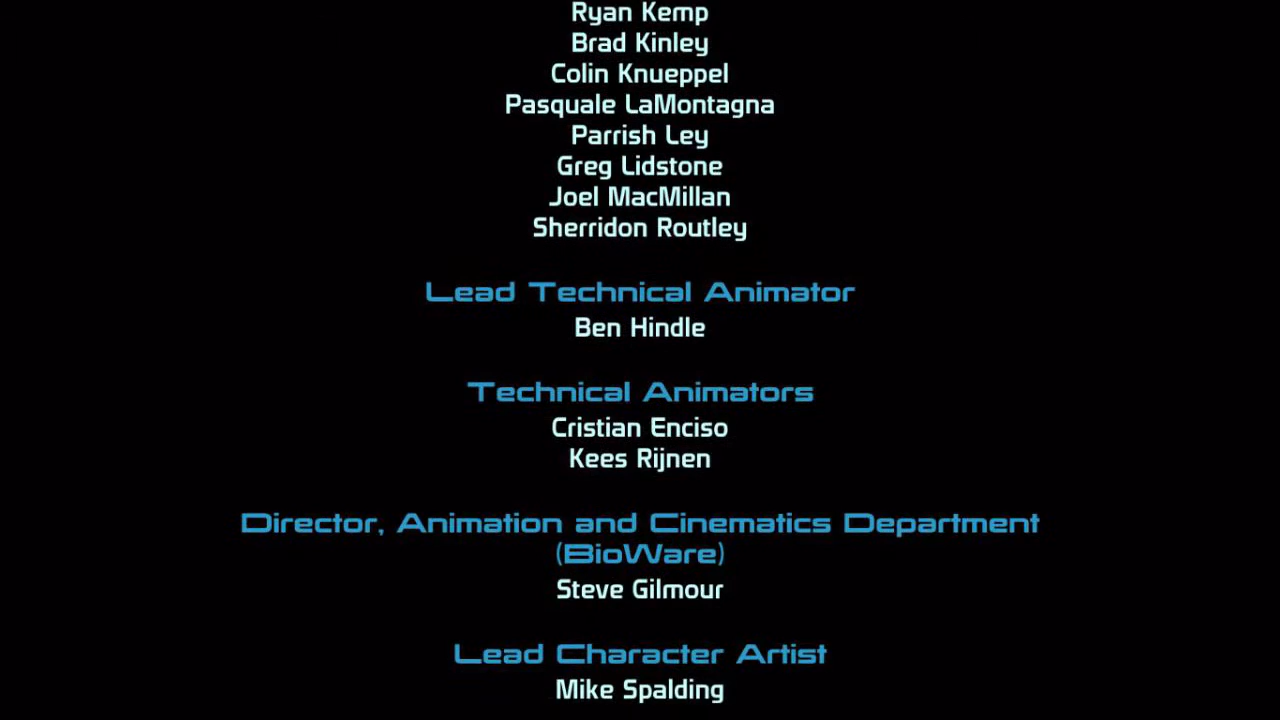 Ryan Kemp
Brad Kinley
Colin Knueppel
Pasquale LaMontagna
Parrish Ley
Greg Lidstone
Joel MacMillan
Sherridon Routley
Lead Technical Animator
Ben Hindle
Technical Animators
Cristian Enciso
Kees Rijnen
Director, Animation and Cinematics Department
(BioWare)
Steve Gilmour
Lead Character Artist
Mike Spalding